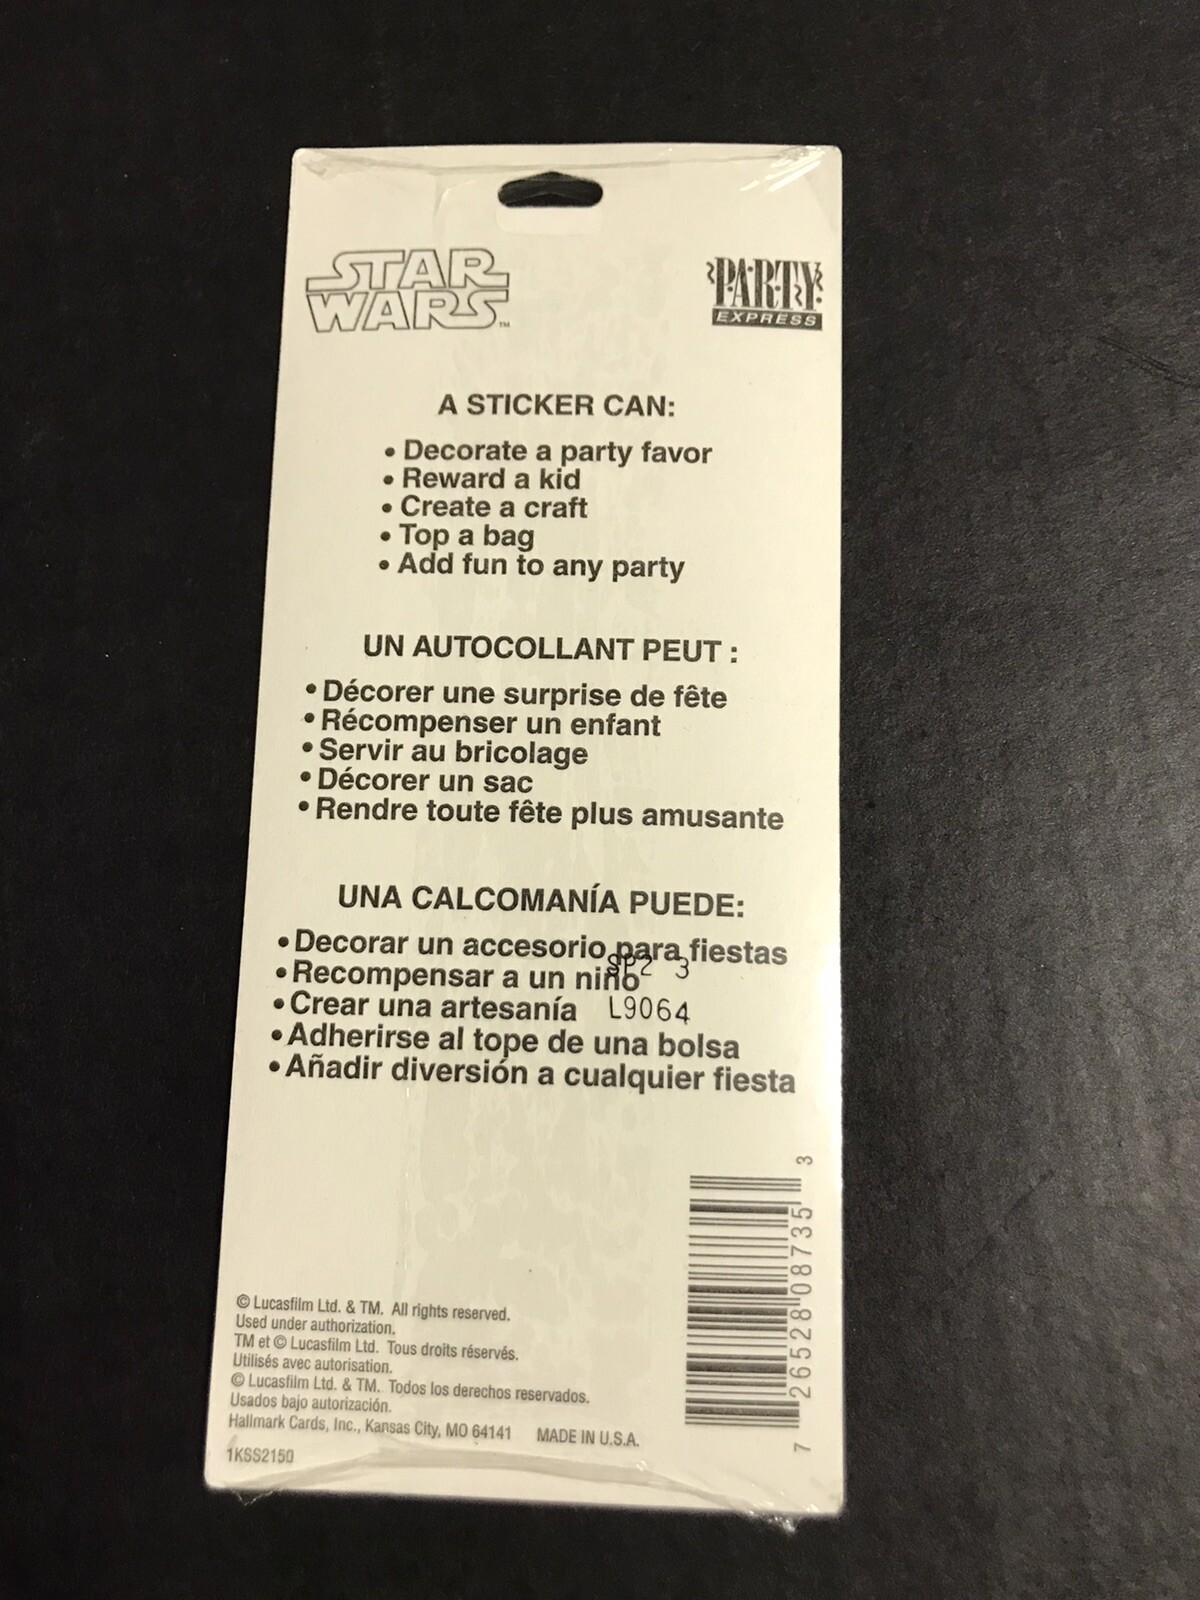 STAR
WARS™
PARTY
EXPRESS
A STICKER CAN:
• Decorate a party favor
• Reward a kid
• Create a craft
• Top a bag
• Add fun to any party
UN AUTOCOLLANT PEUT :
• Décorer une surprise de fête
• Récompenser un enfant
• Servir au bricolage
• Décorer un sac
• Rendre toute fête plus amusante
UNA CALCOMANÍA PUEDE:
• Decorar un accesorio para fiestas
• Recompensar a un niño
SP2 3
• Crear una artesanía
L9064
• Adherirse al tope de una bolsa
• Añadir diversión a cualquier fiesta
© Lucasfilm Ltd. & TM. All rights reserved.
Used under authorization.
TM et © Lucasfilm Ltd. Tous droits réservés.
Utilisés avec autorisation.
© Lucasfilm Ltd. & TM. Todos los derechos reservados.
Usados bajo autorización.
Hallmark Cards, Inc., Kansas City, MO 64141 MADE IN U.S.A.
1KSS2150
7 26528 08735 3